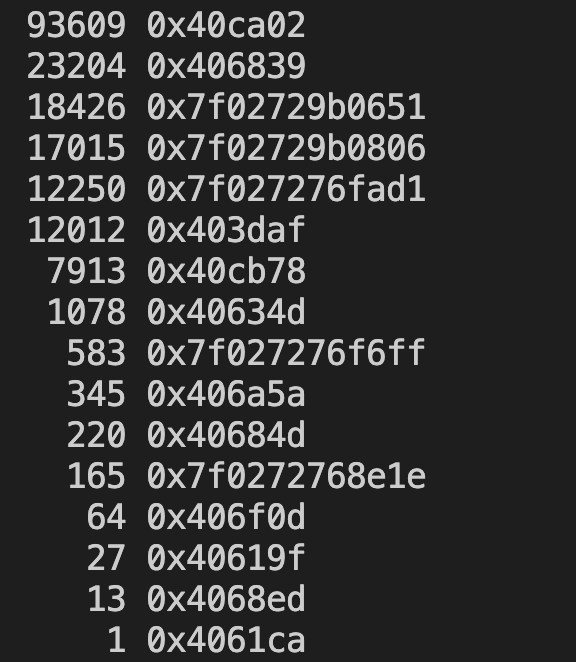 93609 0x40ca02
23204 0x406839
18426 0x7f02729b0651
17015 0x7f02729b0806
12250 0x7f027276fad1
12012 0x403daf
7913 0x40cb78
1078 0x40634d
583 0x7f027276f6ff
345 0x406a5a
220 0x40684d
165 0x7f0272768e1e
64 0x406f0d
27 0x40619f
13 0x4068ed
1 0x4061ca